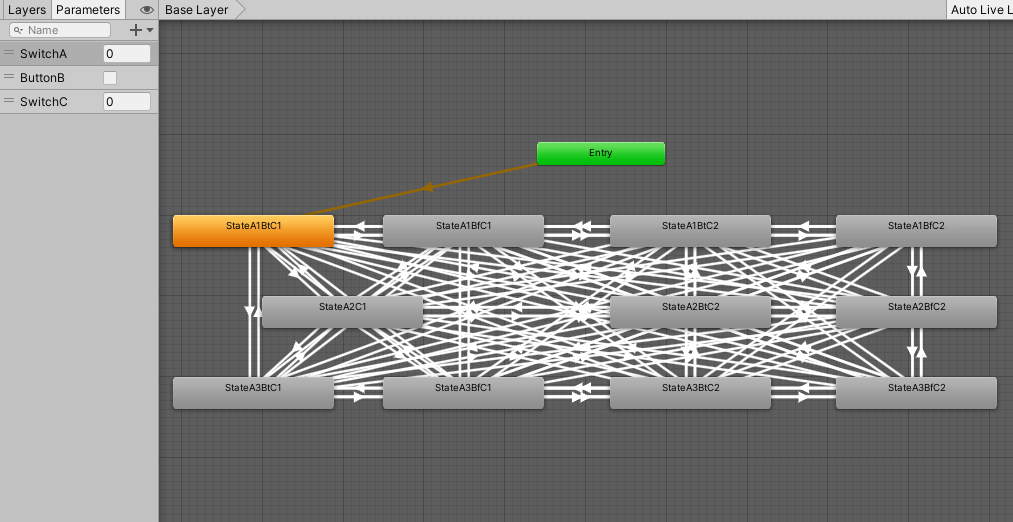 Layers Parameters Base Layer Auto Live L
Name
SwitchA 0
ButtonB
SwitchC 0
Entry
StateA1BtC1 StateA1BfC1 StateA1BtC2 StateA1BfC2
StateA2C1 StateA2BtC2 StateA2BfC2
StateA3BtC1 StateA3BfC1 StateA3BtC2 StateA3BfC2